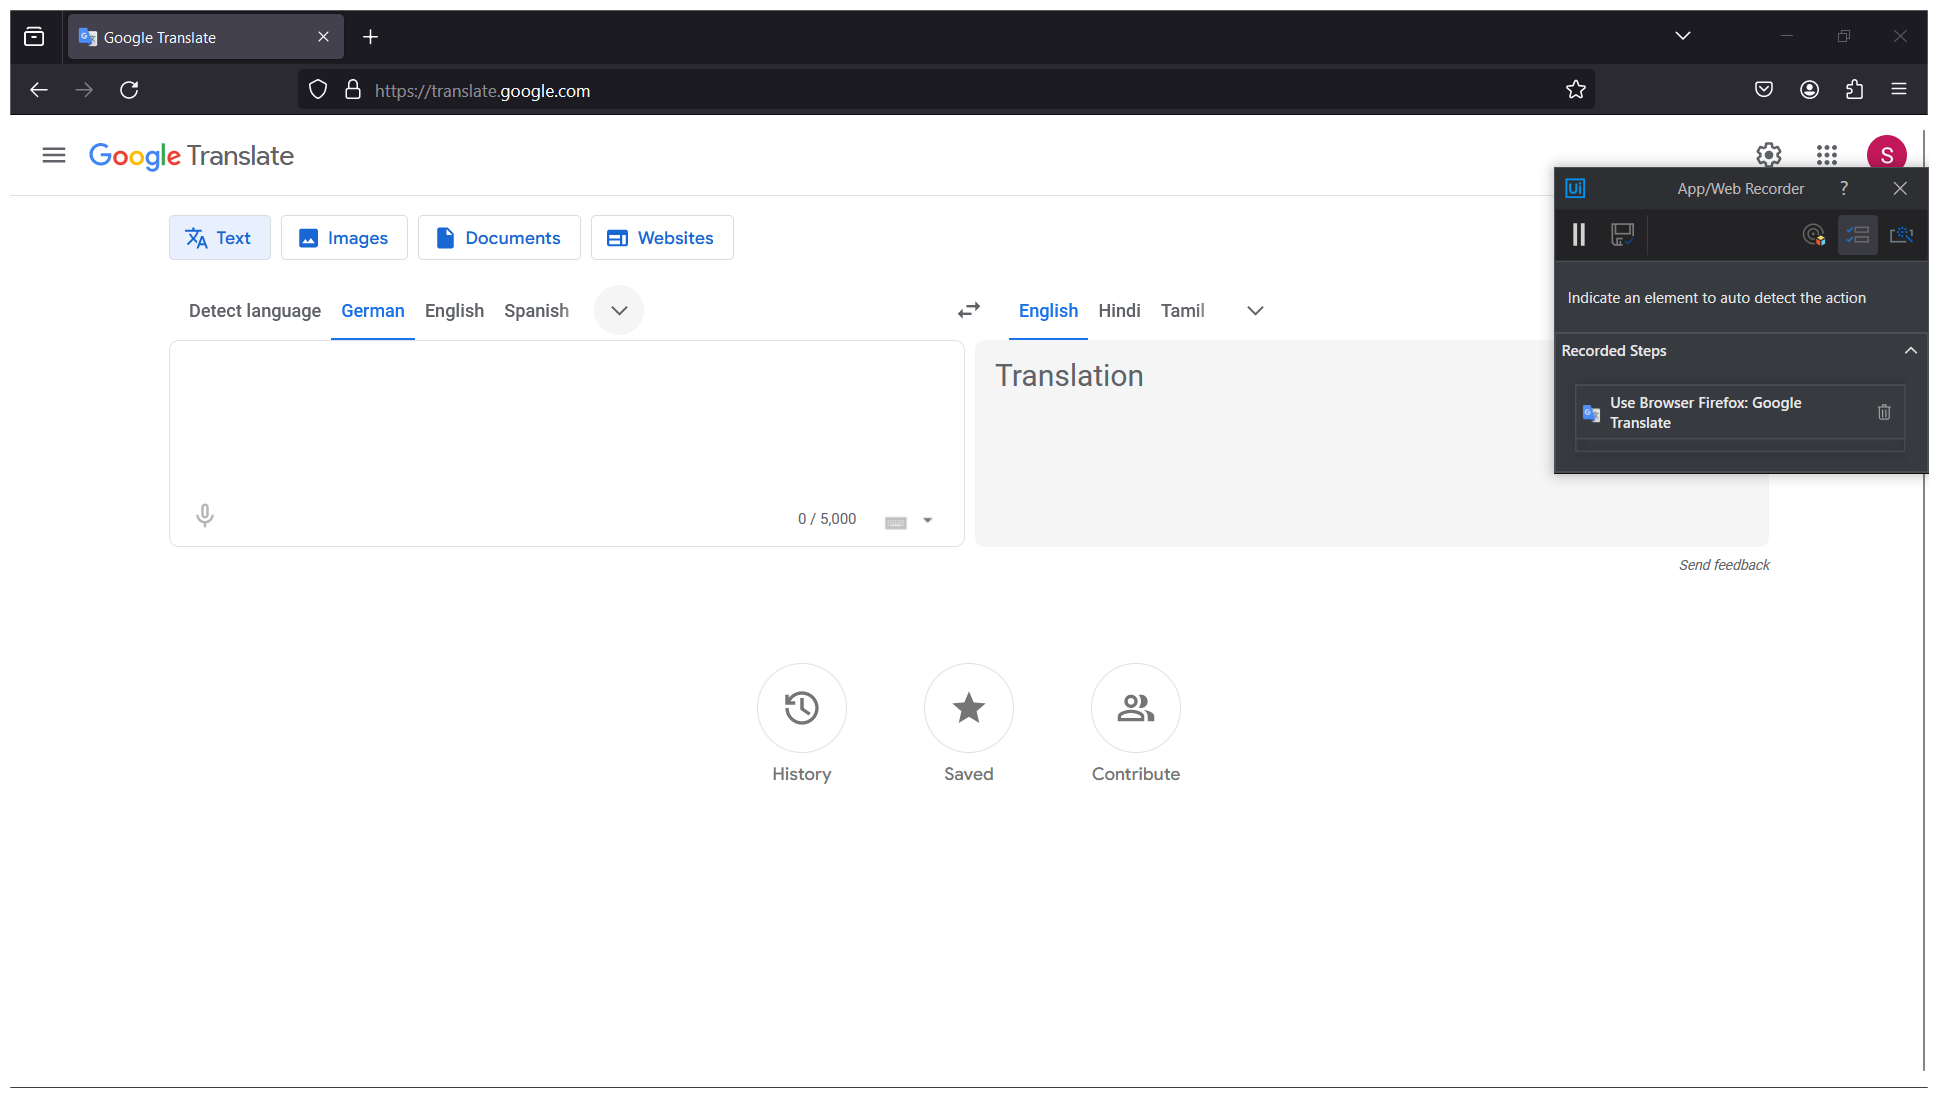 Google Translate
https://translate.google.com
Google Translate
S
Ui
App/Web Recorder
?
Text
Images
Documents
Websites
Indicate an element to auto detect the action
Detect language
German
English
Spanish
English
Hindi
Tamil
Recorded Steps
Use Browser Firefox: Google
Translate
Translation
0 / 5,000
Send feedback
History
Saved
Contribute